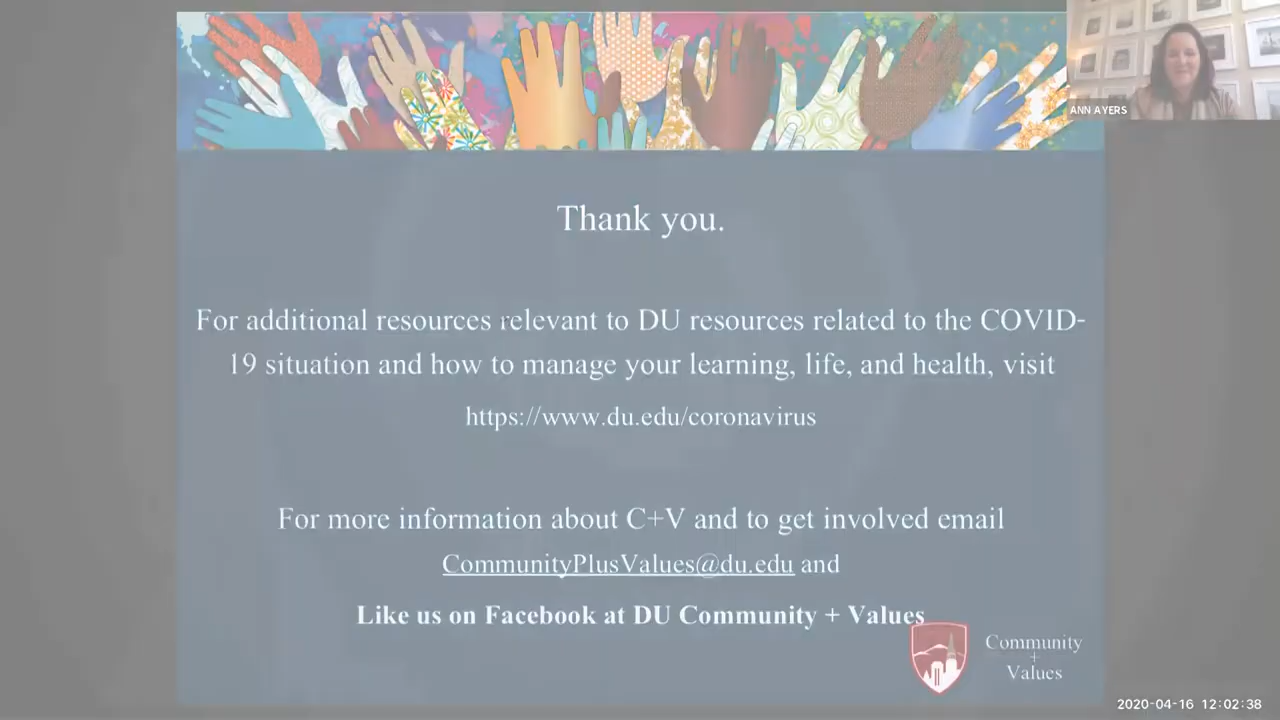 ANN AYERS
Thank you.
For additional resources relevant to DU resources related to the COVID-
19 situation and how to manage your learning, life, and health, visit
https://www.du.edu/coronavirus
For more information about C+V and to get involved email
CommunityPlusValues@du.edu and
Like us on Facebook at DU Community + Values
Community
+
Values
2020-04-16 12:02:38